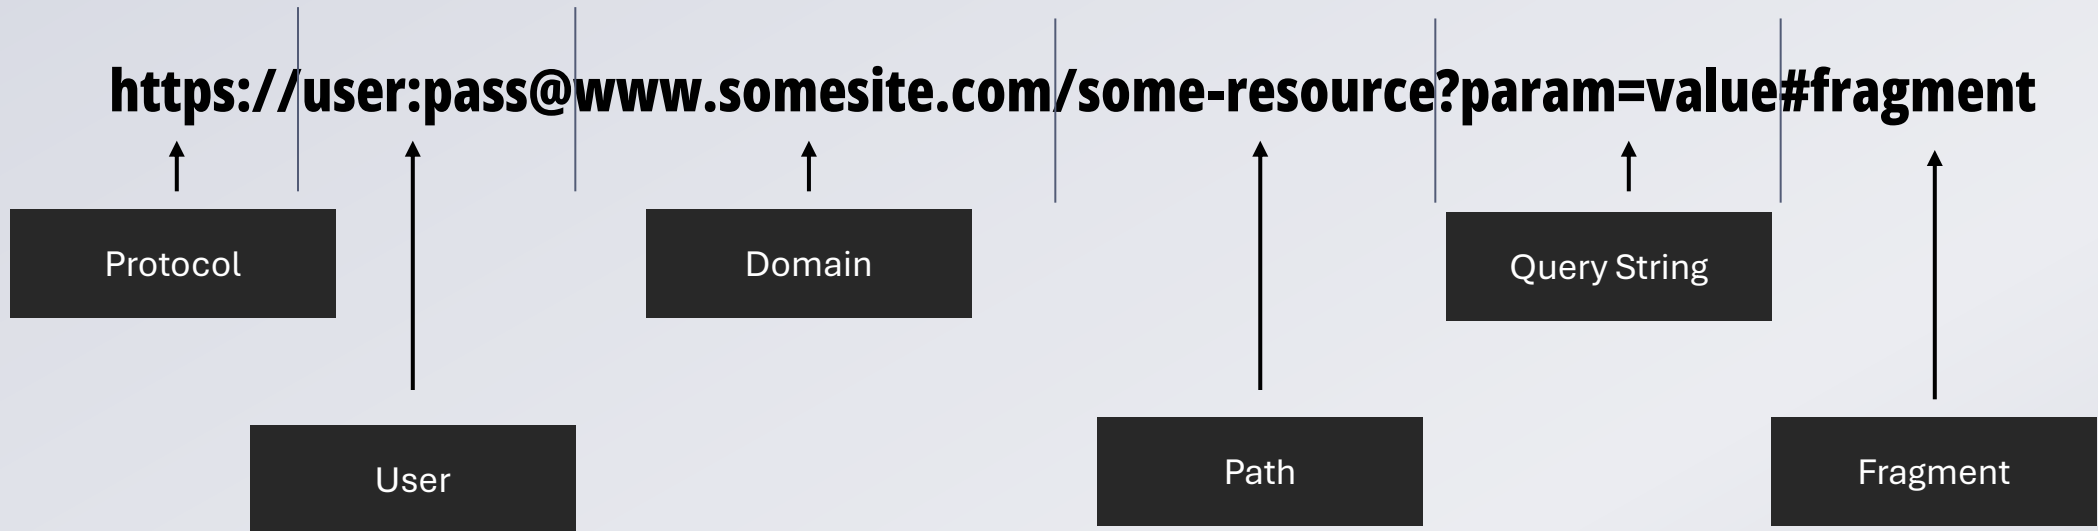 https://user:pass@www.somesite.com/some-resource?param=value#fragment
Protocol
Domain
Query String
User
Path
Fragment